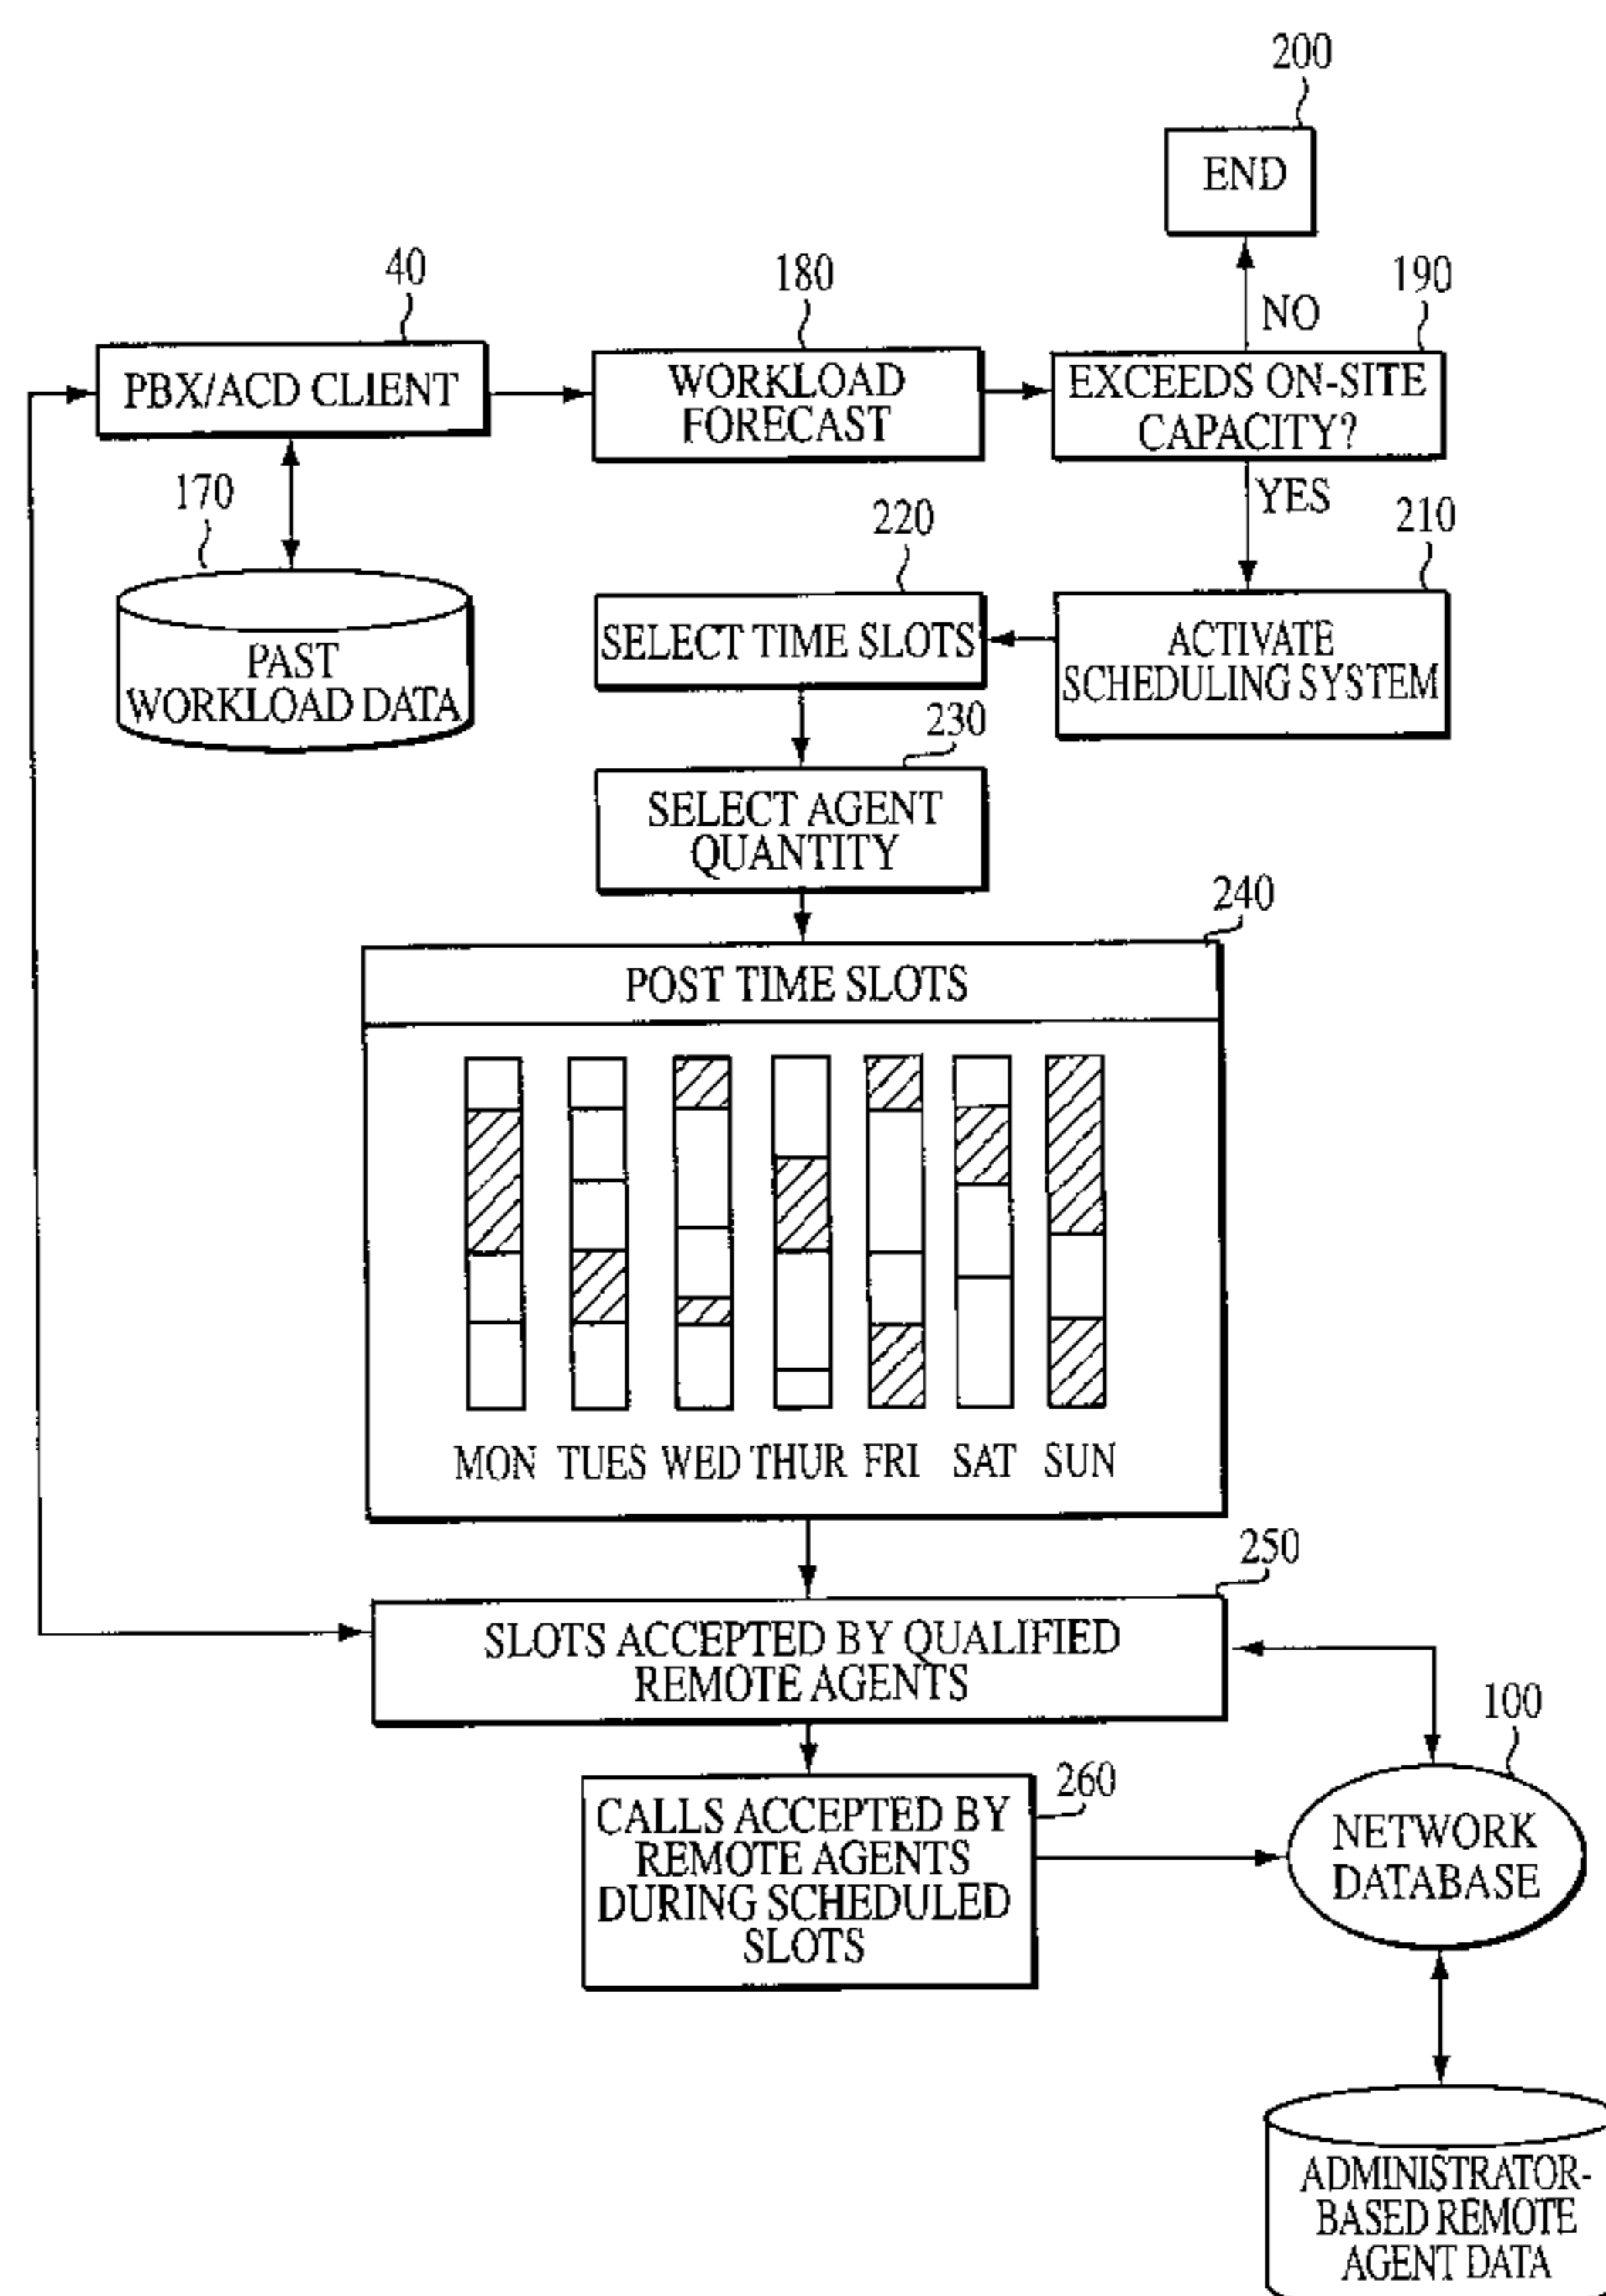 200
END
40
180
NO
190
PBX/ACD CLIENT
WORKLOAD
FORECAST
EXCEEDS ON-SITE
CAPACITY?
170
YES
220
210
PAST
WORKLOAD DATA
SELECT TIME SLOTS
ACTIVATE
SCHEDULING SYSTEM
230
SELECT AGENT
QUANTITY
240
POST TIME SLOTS
MON TUES WED THUR FRI SAT SUN
250
SLOTS ACCEPTED BY QUALIFIED
REMOTE AGENTS
100
260
CALLS ACCEPTED BY
REMOTE AGENTS
DURING SCHEDULED
SLOTS
NETWORK
DATABASE
ADMINISTRATOR-
BASED REMOTE
AGENT DATA